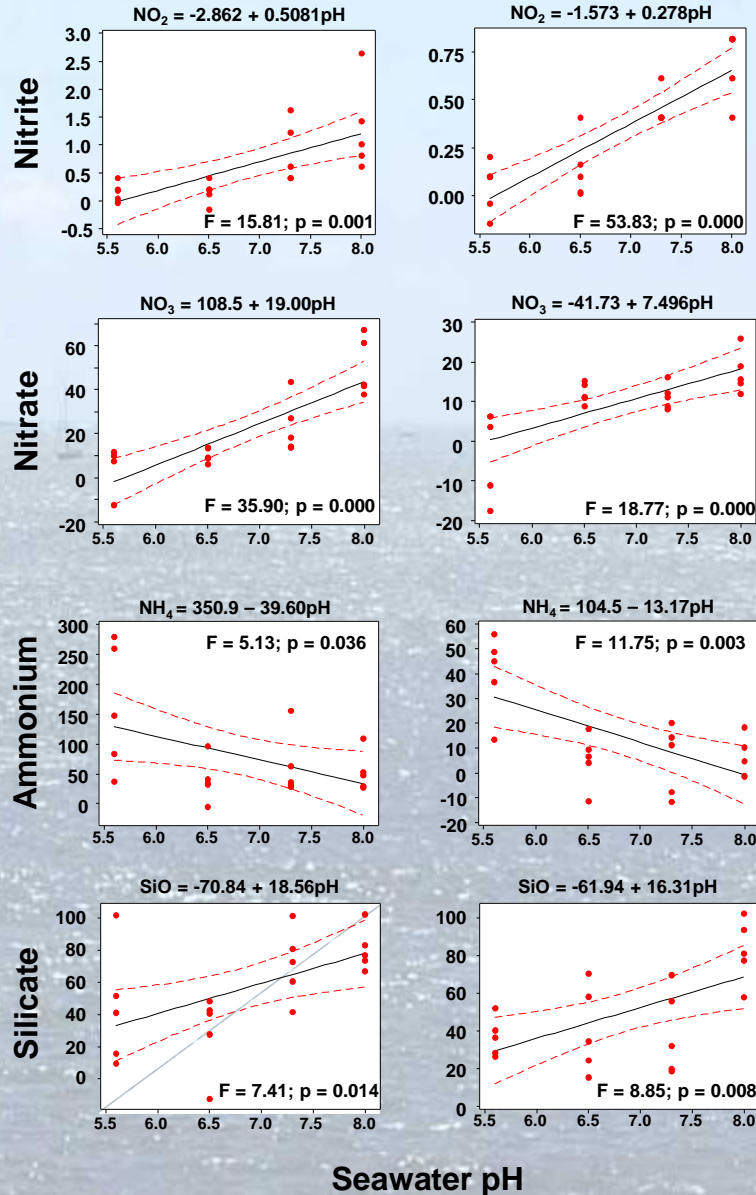 NO₂ = -2.862 + 0.5081pH
NO₂ = -1.573 + 0.278pH
Nitrite
3.0
2.5
2.0
1.5
1.0
0.5
0.0
-0.5
F = 15.81; p = 0.001
5.5 6.0 6.5 7.0 7.5 8.0
0.75
0.50
0.25
0.00
F = 53.83; p = 0.000
5.5 6.0 6.5 7.0 7.5 8.0
NO₃ = 108.5 + 19.00pH
NO₃ = -41.73 + 7.496pH
Nitrate
60
40
20
0
-20
F = 35.90; p = 0.000
5.5 6.0 6.5 7.0 7.5 8.0
30
20
10
0
-10
-20
F = 18.77; p = 0.000
5.5 6.0 6.5 7.0 7.5 8.0
NH₄ = 350.9 – 39.60pH
NH₄ = 104.5 – 13.17pH
Ammonium
300
250
200
150
100
50
0
F = 5.13; p = 0.036
5.5 6.0 6.5 7.0 7.5 8.0
60
50
40
30
20
10
0
-10
-20
F = 11.75; p = 0.003
5.5 6.0 6.5 7.0 7.5 8.0
SiO = -70.84 + 18.56pH
SiO = -61.94 + 16.31pH
Silicate
100
80
60
40
20
0
F = 7.41; p = 0.014
5.5 6.0 6.5 7.0 7.5 8.0
100
80
60
40
20
0
F = 8.85; p = 0.008
5.5 6.0 6.5 7.0 7.5 8.0
Seawater pH